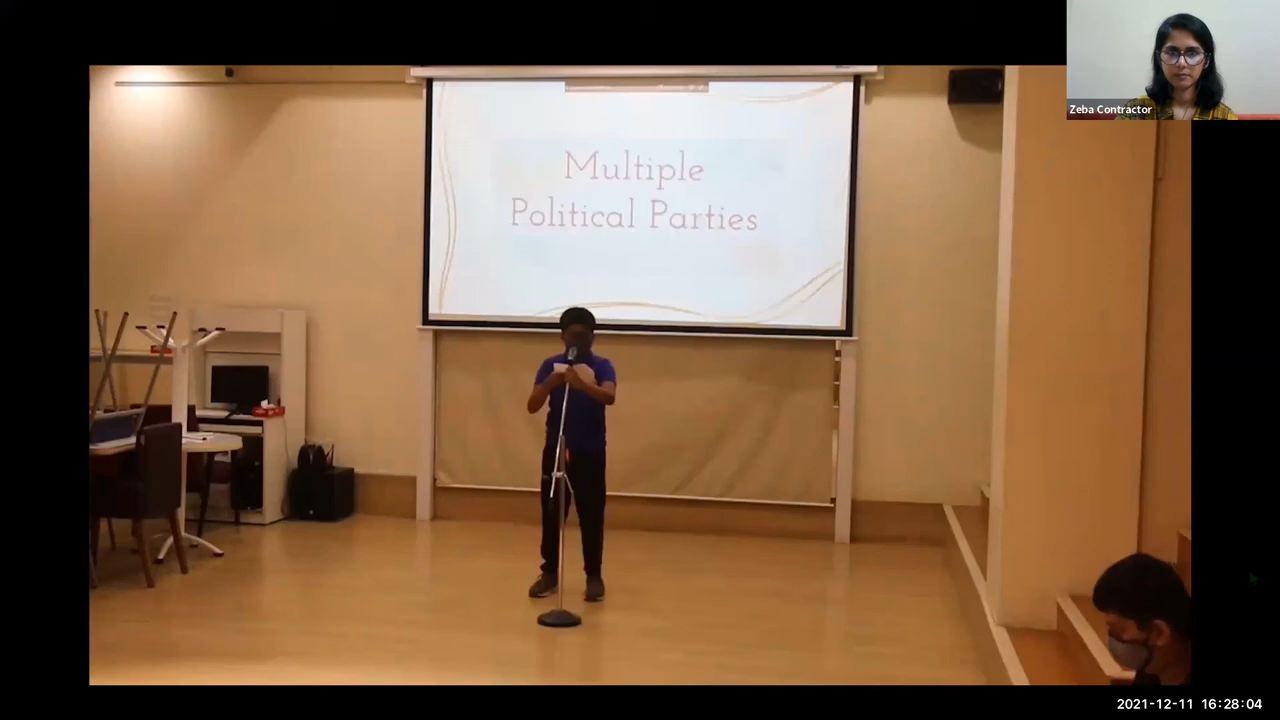 Multiple
Political Parties
Zeba Contractor
2021-12-11 16:28:04